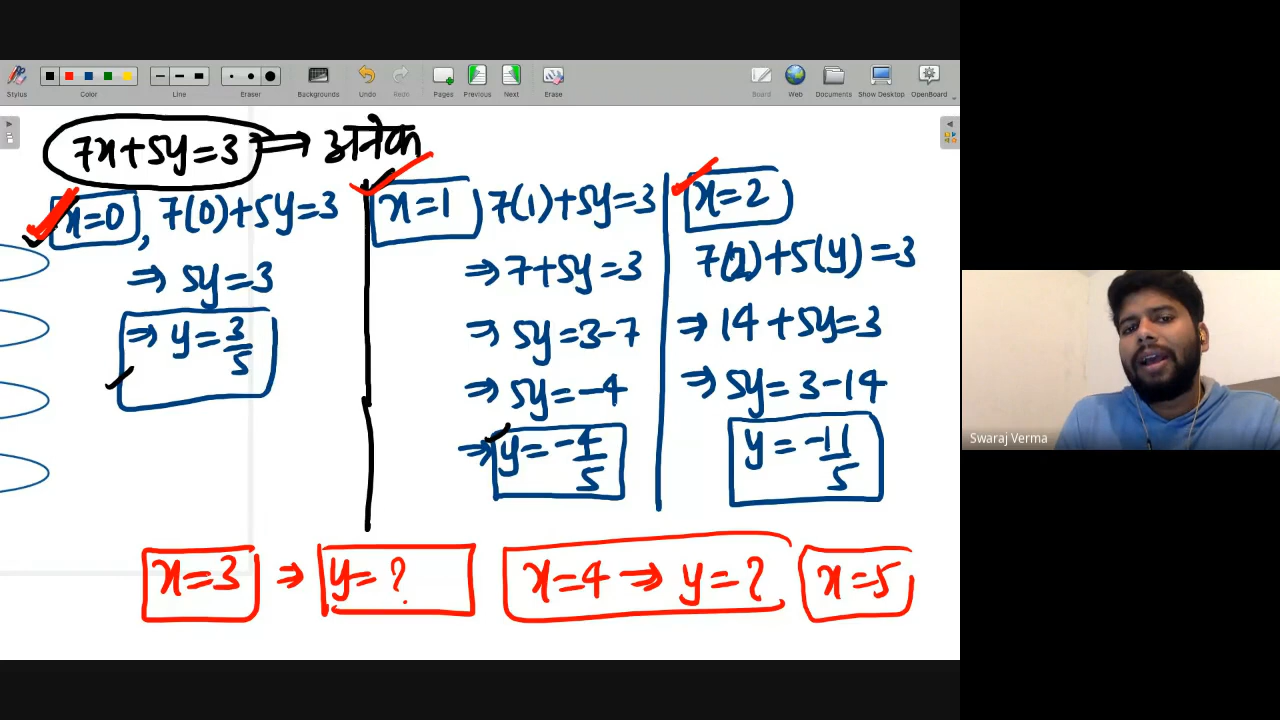 Stylus Color Line Eraser Backgrounds Undo Redo Pages Previous Next Erase Board Web Documents Show Desktop OpenBoard
7x+5y=3 ⇒ अनेक
x=0, 7(0)+5y=3
⇒ 5y=3
⇒ y=3/5
x=1 7(1)+5y=3
⇒ 7+5y=3
⇒ 5y=3-7
⇒ 5y=-4
⇒ y=-4/5
x=2
7(2)+5(y)=3
⇒ 14+5y=3
⇒ 5y=3-14
y=-11/5
x=3 ⇒ y=? x=4 → y=? x=5
Swaraj Verma